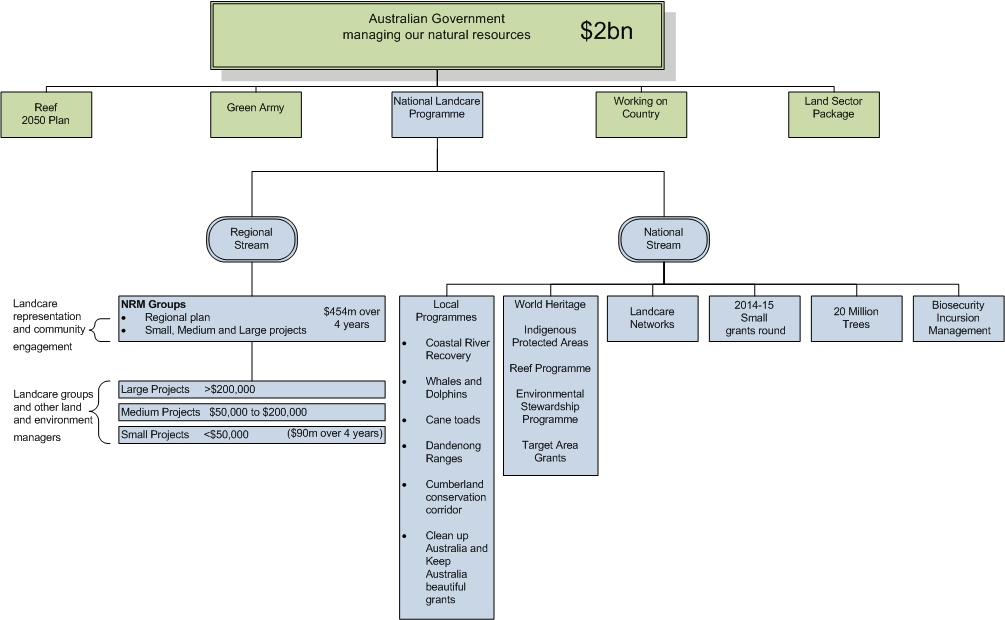 Australian Government
managing our natural resources
$2bn
Reef
2050 Plan
Green Army
National Landcare
Programme
Working on
Country
Land Sector
Package
Regional
Stream
National
Stream
Landcare
representation
and community
engagement
NRM Groups
• Regional plan
• Small, Medium and Large projects
$454m over
4 years
Landcare groups
and other land
and environment
managers
Large Projects >$200,000
Medium Projects $50,000 to $200,000
Small Projects <$50,000 ($90m over 4 years)
Local
Programmes
• Coastal River
Recovery
• Whales and
Dolphins
• Cane toads
• Dandenong
Ranges
• Cumberland
conservation
corridor
• Clean up
Australia and
Keep
Australia
beautiful
grants
World Heritage
Indigenous
Protected Areas
Reef Programme
Environmental
Stewardship
Programme
Target Area
Grants
Landcare
Networks
2014-15
Small
grants round
20 Million
Trees
Biosecurity
Incursion
Management